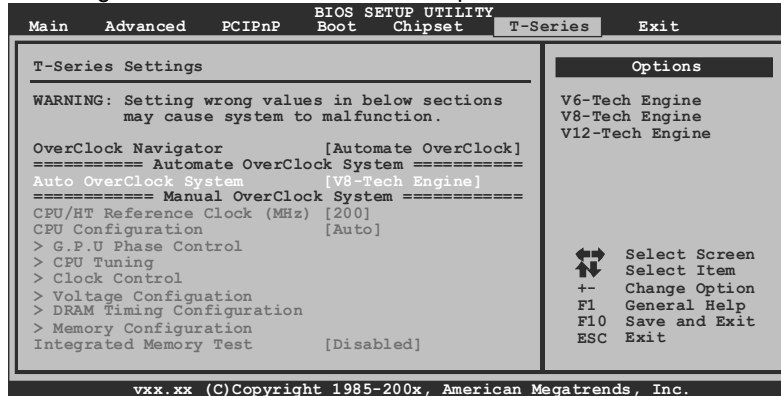 BIOS SETUP UTILITY
Main Advanced PCIPnP Boot Chipset T-Series Exit
T-Series Settings
WARNING: Setting wrong values in below sections
may cause system to malfunction.
OverClock Navigator [Automate OverClock]
=========== Automate OverClock System ===========
Auto OverClock System [V8-Tech Engine]
============ Manual OverClock System ============
CPU/HT Reference Clock (MHz) [200]
CPU Configuration [Auto]
> G.P.U Phase Control
> CPU Tuning
> Clock Control
> Voltage Configuation
> DRAM Timing Configuration
> Memory Configuration
Integrated Memory Test [Disabled]
Options
V6-Tech Engine
V8-Tech Engine
V12-Tech Engine
Select Screen
Select Item
+- Change Option
F1 General Help
F10 Save and Exit
ESC Exit
vxx.xx (C)Copyright 1985-200x, American Megatrends, Inc.